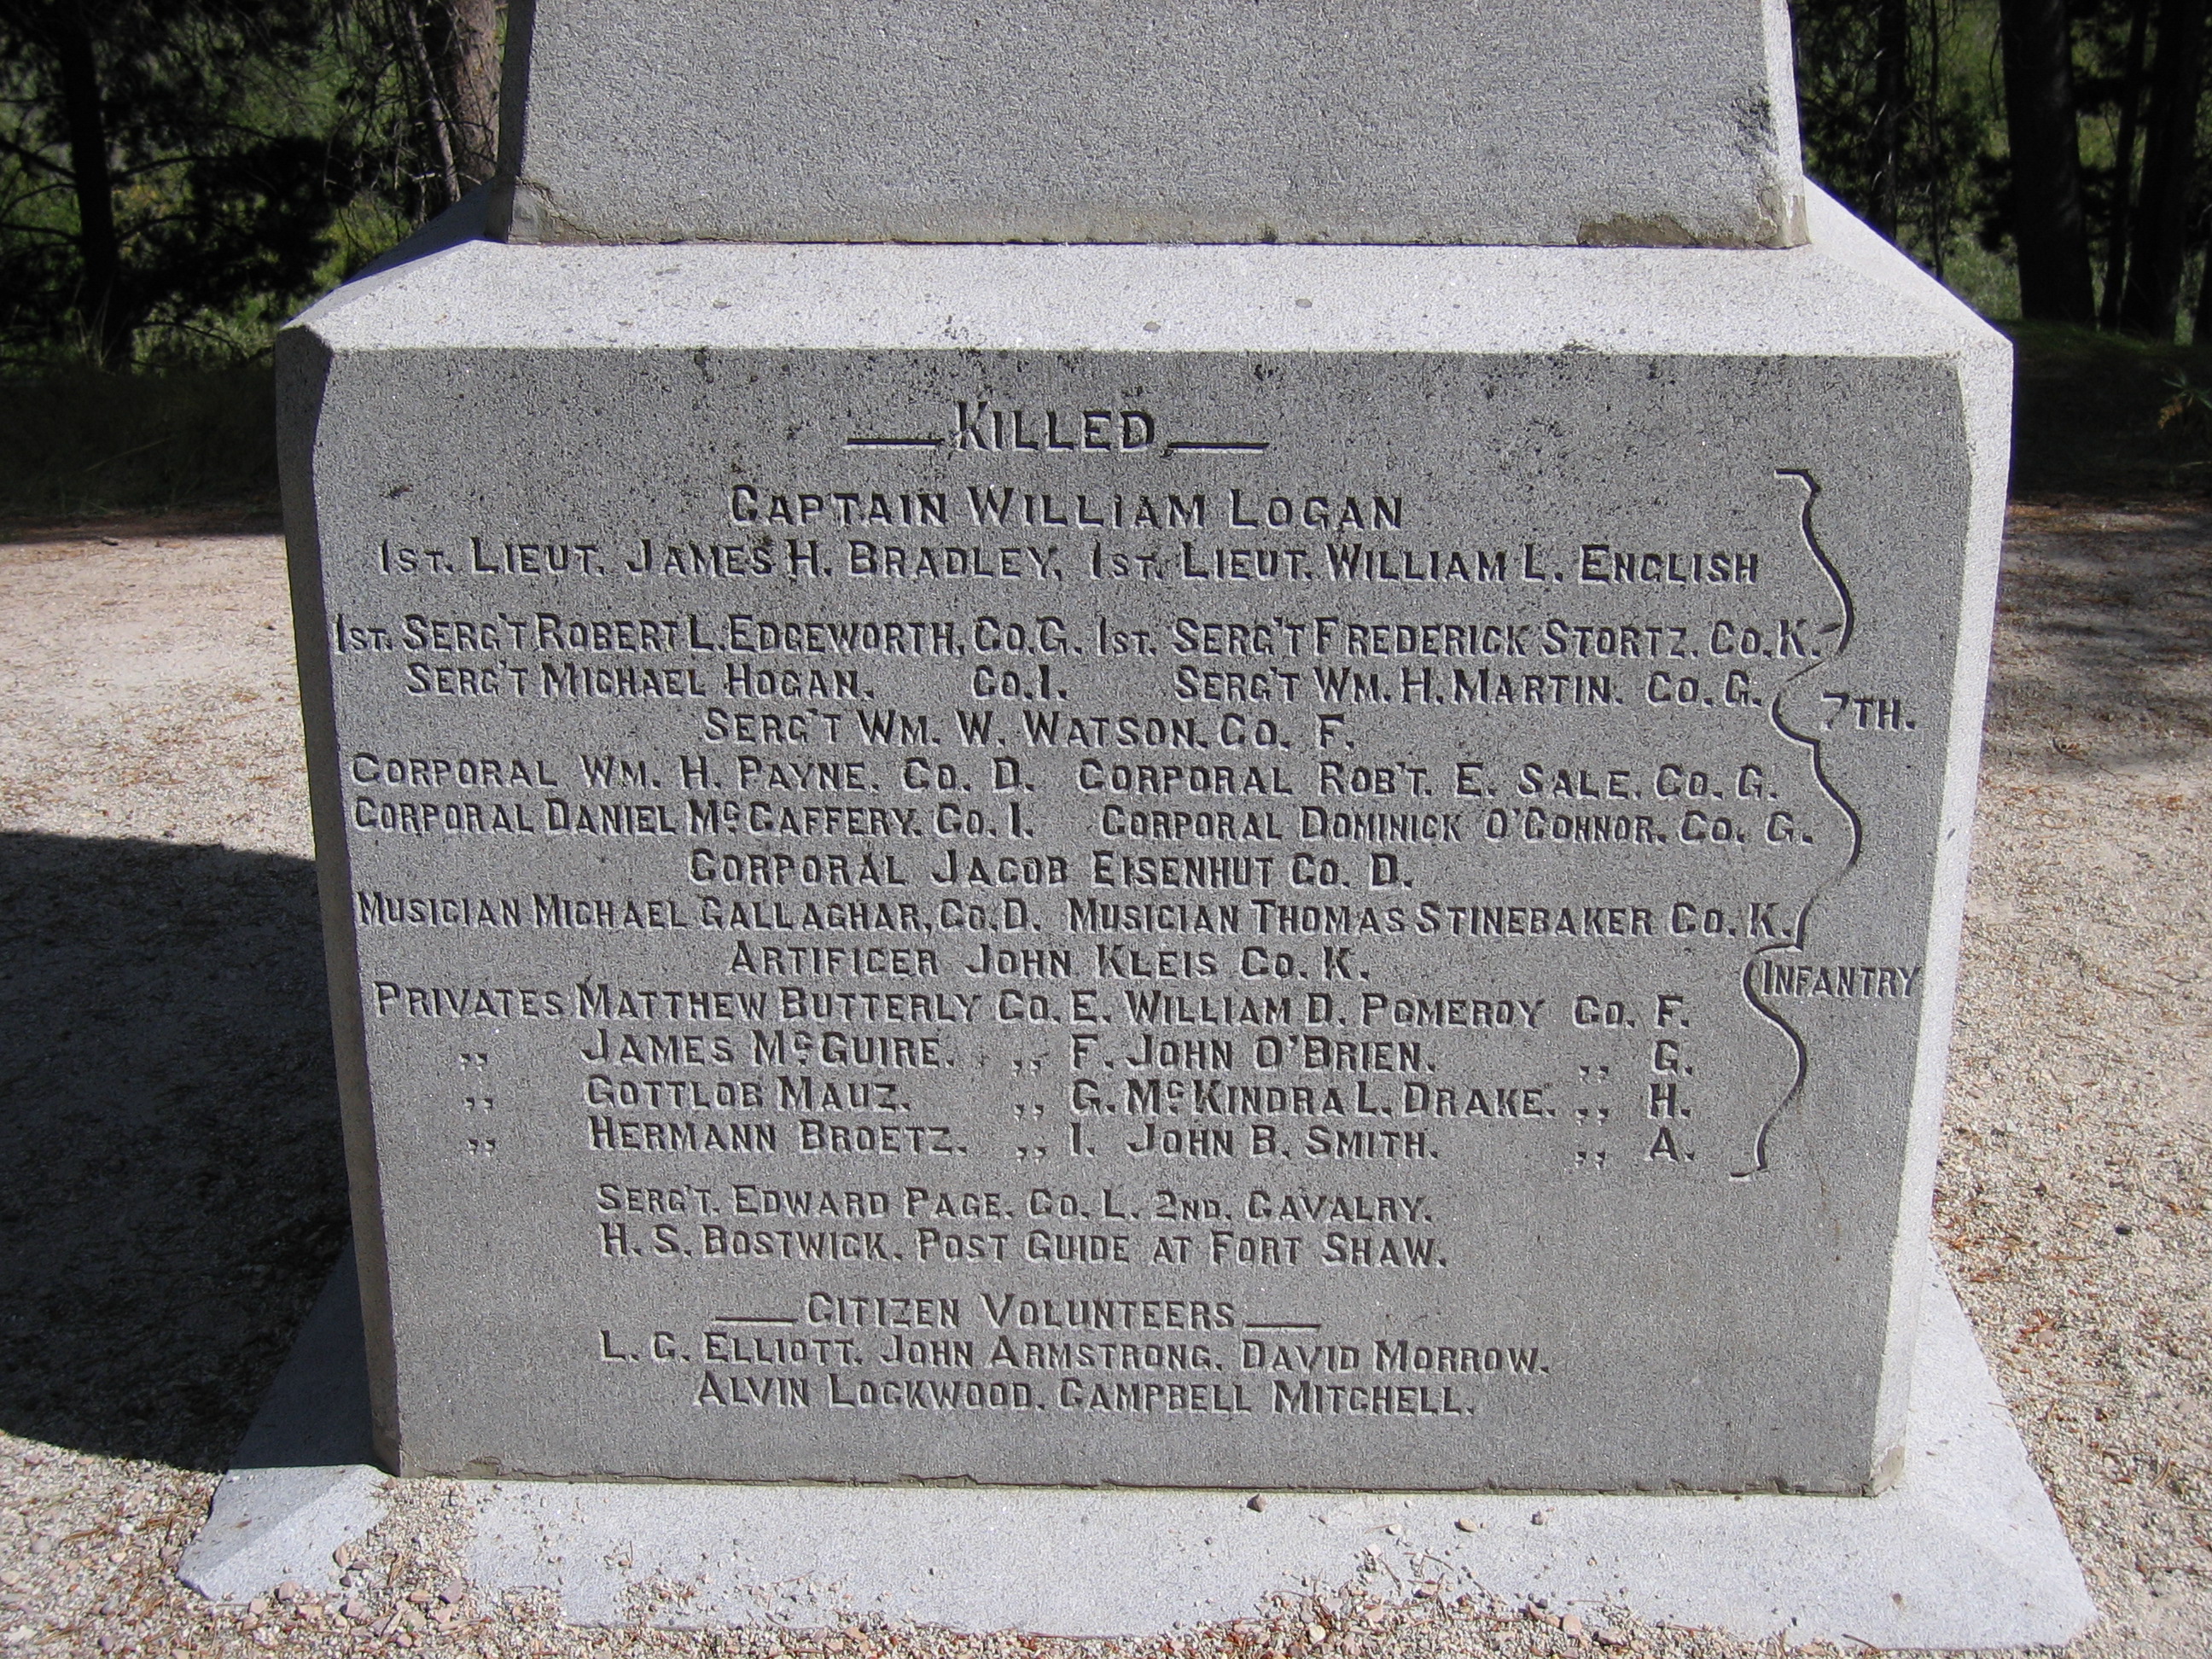 KILLED
CAPTAIN WILLIAM LOGAN
1ST. LIEUT. JAMES H. BRADLEY, 1ST. LIEUT. WILLIAM L. ENGLISH
1ST. SERG'T ROBERT L. EDGEWORTH, CO. G. 1ST. SERG'T FREDERICK STORTZ. CO. K.
SERG'T MICHAEL HOGAN. CO. I. SERG'T WM. H. MARTIN. CO. G.
7TH.
SERG'T WM. W. WATSON. CO. F.
CORPORAL WM. H. PAYNE. CO. D. CORPORAL ROB'T. E. SALE. CO. G.
CORPORAL DANIEL McCAFFERY. CO. I. CORPORAL DOMINICK O'CONNOR. CO. G.
CORPORAL JACOB EISENHUT CO. D.
MUSICIAN MICHAEL GALLAGHAR, CO. D. MUSICIAN THOMAS STINEBAKER CO. K.
ARTIFICER JOHN KLEIS CO. K.
INFANTRY
PRIVATES MATTHEW BUTTERLY CO. E. WILLIAM D. POMEROY CO. F.
,, JAMES McGUIRE. ,, F. JOHN O'BRIEN. ,, G.
,, GOTTLOB MAUZ. ,, G. McKINDRA L. DRAKE. ,, H.
,, HERMANN BROETZ. ,, I. JOHN B. SMITH. ,, A.
SERG'T. EDWARD PAGE. CO. L. 2ND. CAVALRY.
H. S. BOSTWICK. POST GUIDE AT FORT SHAW.
CITIZEN VOLUNTEERS
L. C. ELLIOTT. JOHN ARMSTRONG. DAVID MORROW.
ALVIN LOCKWOOD. CAMPBELL MITCHELL.